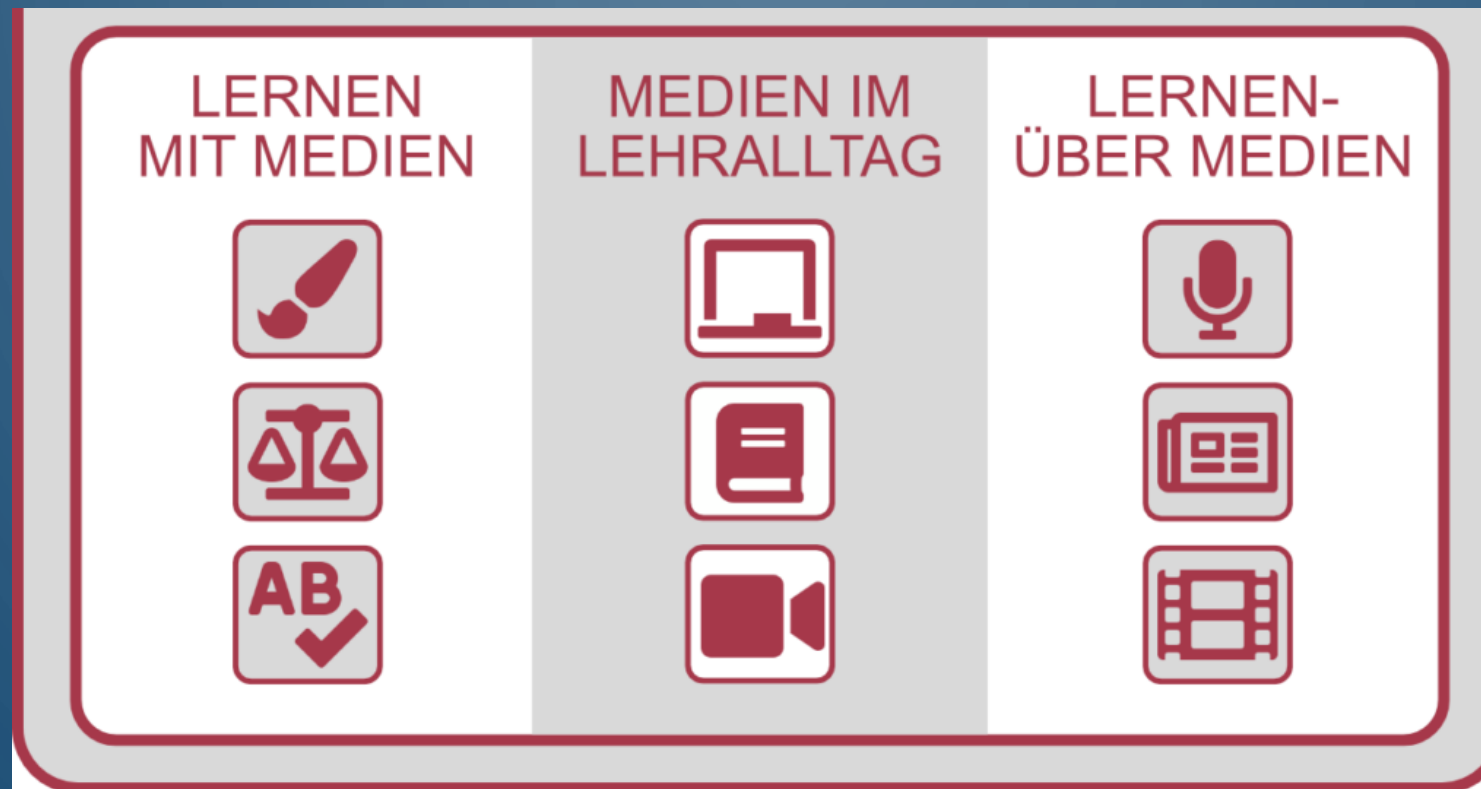 LERNEN
MIT MEDIEN
MEDIEN IM
LEHRALLTAG
LERNEN-
ÜBER MEDIEN
AB